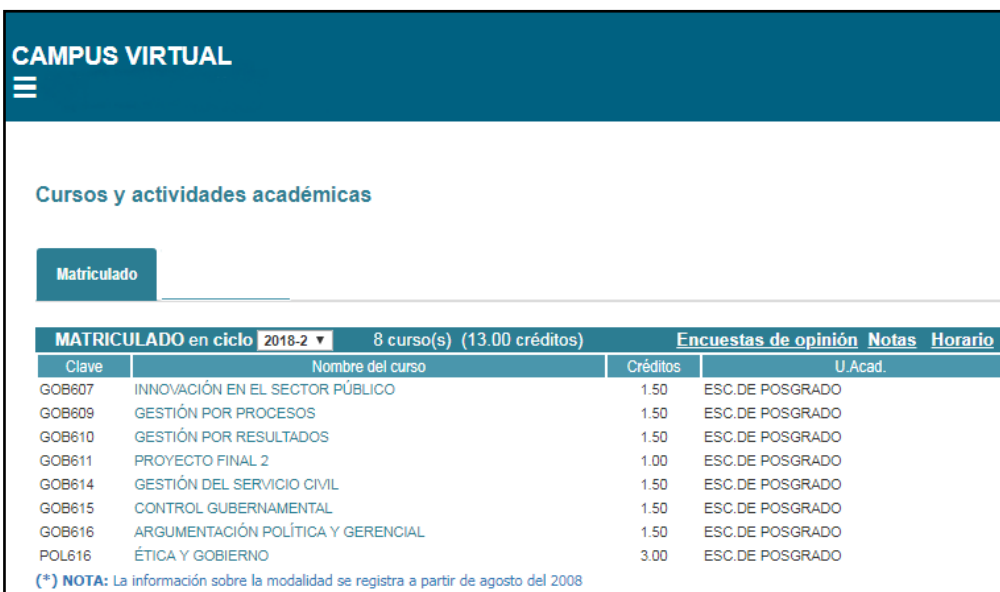 CAMPUS VIRTUAL
Cursos y actividades académicas
Matriculado
MATRICULADO en ciclo 2018-2 8 curso(s) (13.00 créditos) Encuestas de opinión Notas Horario
Clave Nombre del curso Créditos U.Acad.
GOB607 INNOVACIÓN EN EL SECTOR PÚBLICO 1.50 ESC.DE POSGRADO
GOB609 GESTIÓN POR PROCESOS 1.50 ESC.DE POSGRADO
GOB610 GESTIÓN POR RESULTADOS 1.50 ESC.DE POSGRADO
GOB611 PROYECTO FINAL 2 1.00 ESC.DE POSGRADO
GOB614 GESTIÓN DEL SERVICIO CIVIL 1.50 ESC.DE POSGRADO
GOB615 CONTROL GUBERNAMENTAL 1.50 ESC.DE POSGRADO
GOB616 ARGUMENTACIÓN POLÍTICA Y GERENCIAL 1.50 ESC.DE POSGRADO
POL616 ÉTICA Y GOBIERNO 3.00 ESC.DE POSGRADO
(*) NOTA: La información sobre la modalidad se registra a partir de agosto del 2008